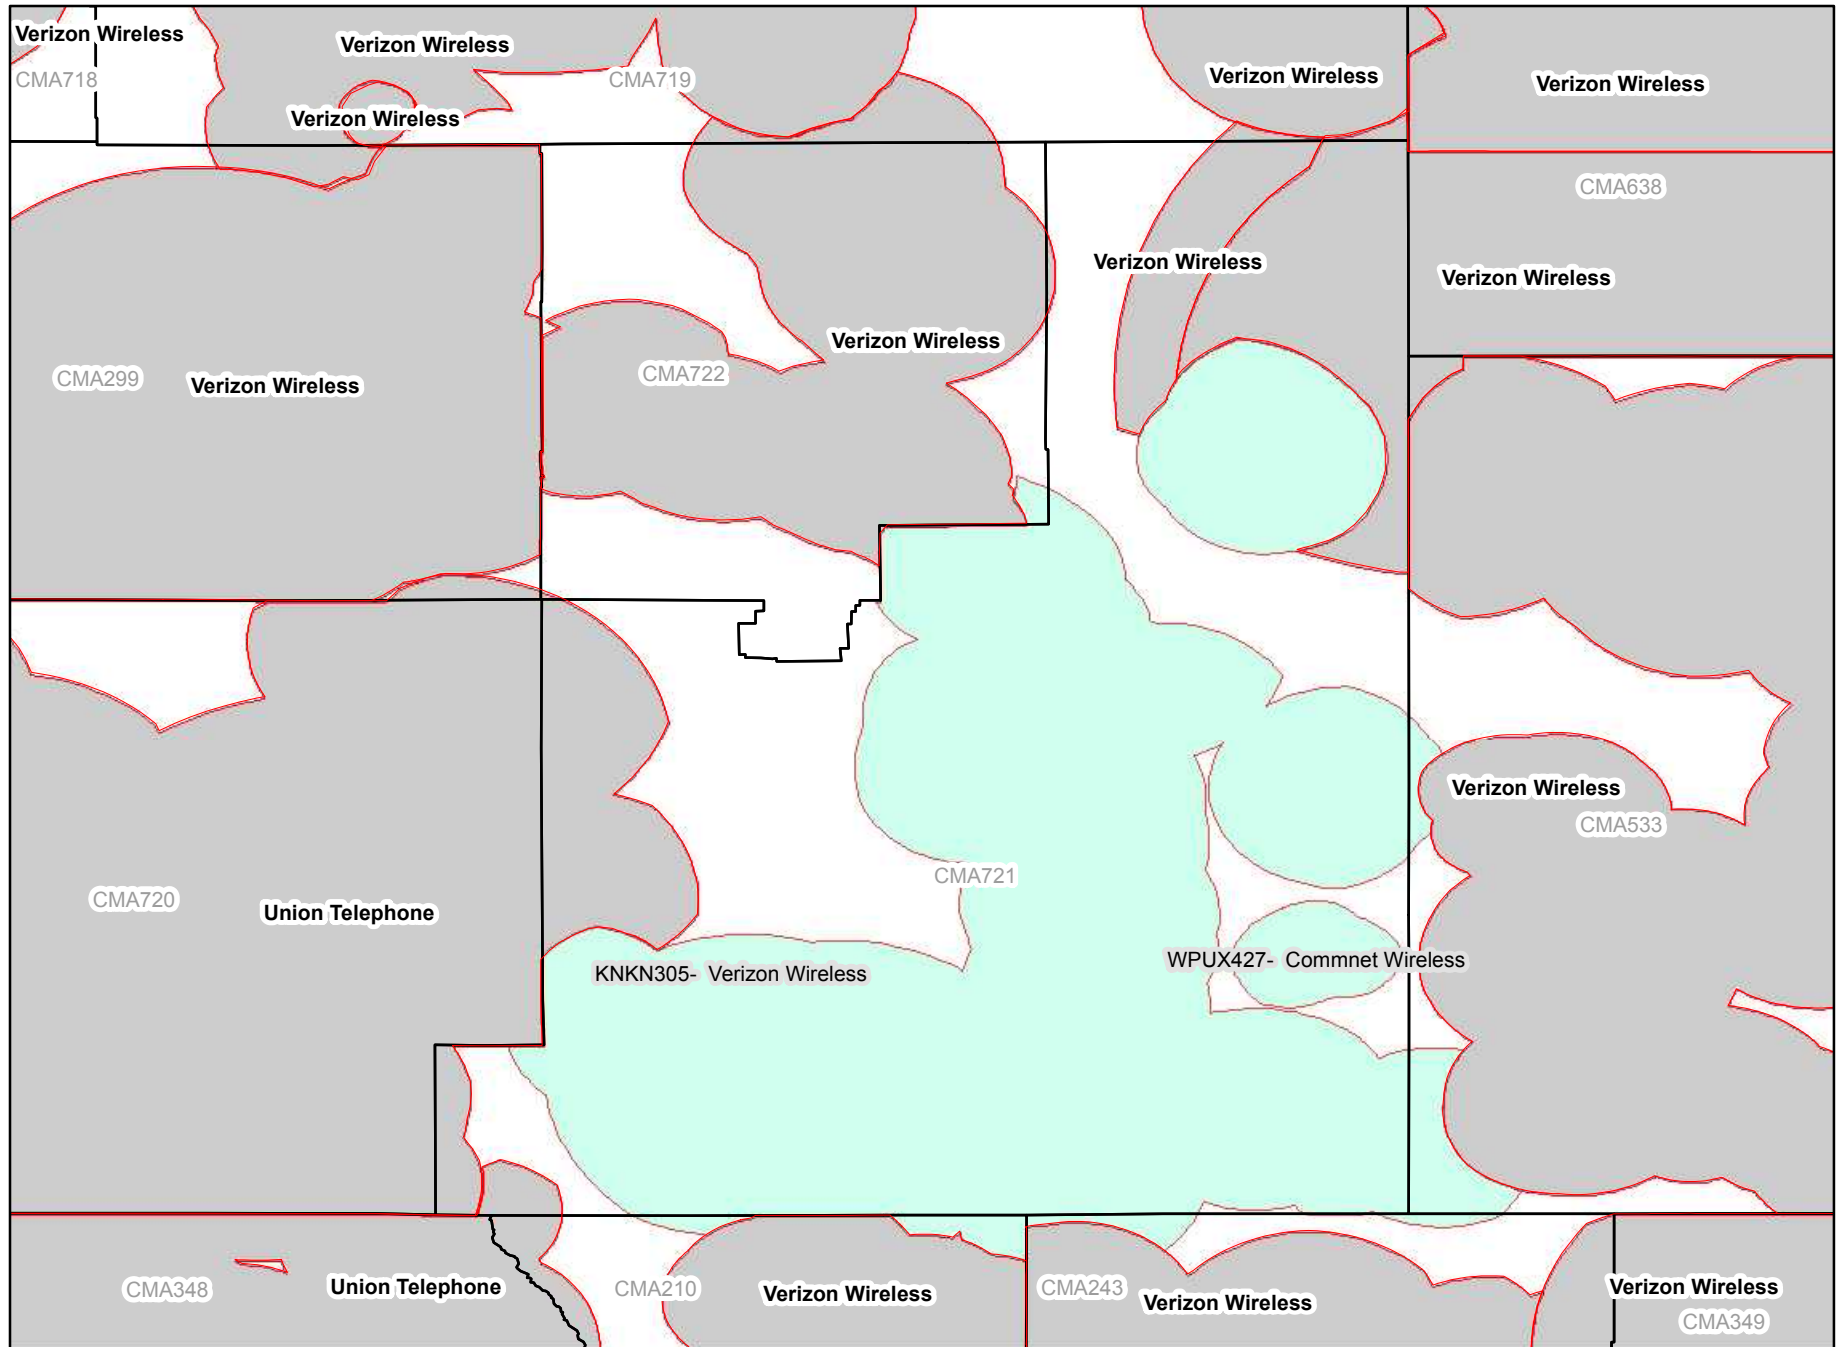 Verizon Wireless
Verizon Wireless
CMA718
CMA719
Verizon Wireless
Verizon Wireless
Verizon Wireless
CMA638
Verizon Wireless
Verizon Wireless
Verizon Wireless
CMA299
Verizon Wireless
CMA722
Verizon Wireless
CMA533
CMA721
CMA720
Union Telephone
KNKN305- Verizon Wireless
WPUX427- Commnet Wireless
CMA348
Union Telephone
CMA210
Verizon Wireless
CMA243
Verizon Wireless
Verizon Wireless
CMA349